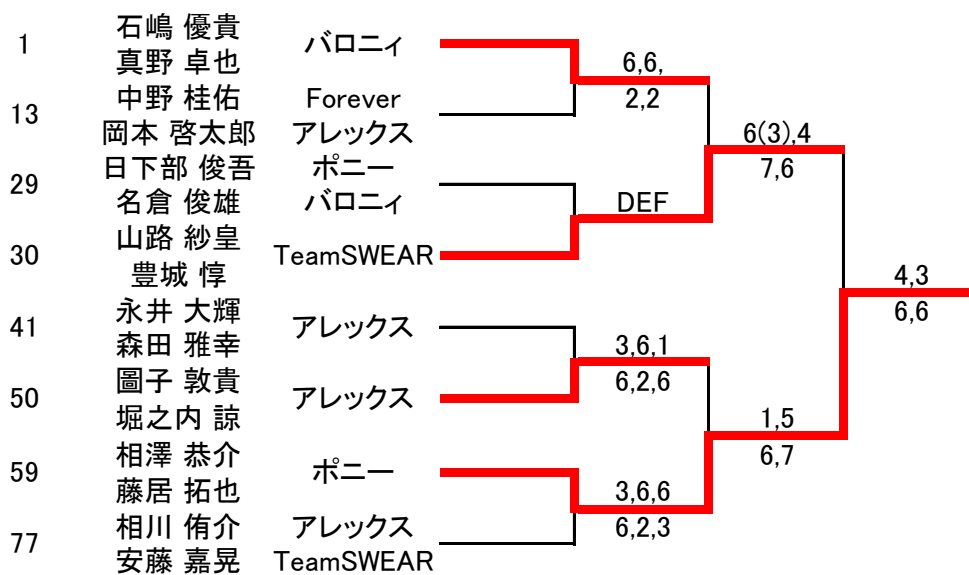 石嶋 優貴
1 バロニィ
真野 卓也
6,6,
2,2
中野 桂佑 Forever
13
岡本 啓太郎 アレックス
6(3),4
7,6
日下部 俊吾 ポニー
29
名倉 俊雄 バロニィ
DEF
山路 紗皇
30 TeamSWEAR
豊城 惇
4,3
6,6
永井 大輝
41 アレックス
森田 雅幸
3,6,1
6,2,6
圖子 敦貴
50 アレックス
堀之内 諒
1,5
6,7
相澤 恭介
59 ポニー
藤居 拓也
3,6,6
6,2,3
相川 侑介 アレックス
77
安藤 嘉晃 TeamSWEAR